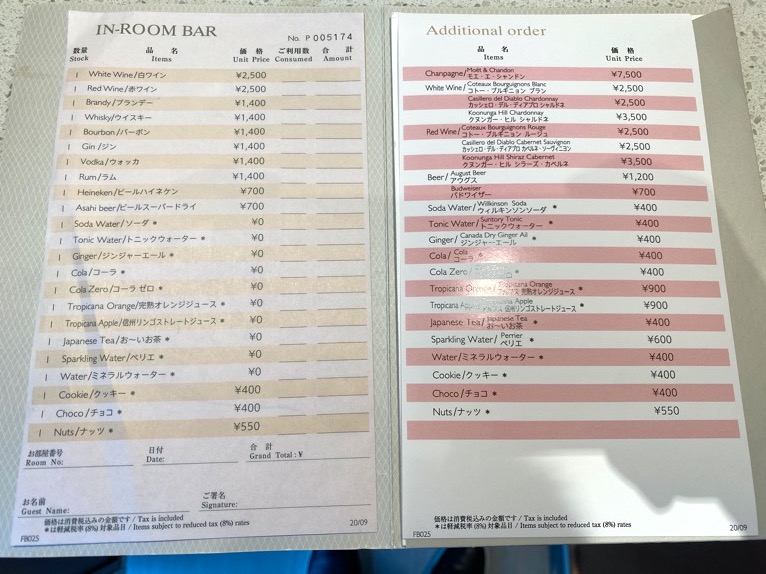 IN-ROOM BAR
No. P 005174
数量 品名 価格 ご利用数 合計
Stock Items Unit Price Consumed Amount
1 White Wine/白ワイン ¥2,500
1 Red Wine/赤ワイン ¥2,500
1 Brandy/ブランデー ¥1,400
1 Whisky/ウイスキー ¥1,400
1 Bourbon/バーボン ¥1,400
1 Gin/ジン ¥1,400
1 Vodka/ウォッカ ¥1,400
1 Rum/ラム ¥1,400
1 Heineken/ビールハイネケン ¥700
1 Asahi beer/ビールスーパードライ ¥700
1 Soda Water/ソーダ * ¥0
1 Tonic Water/トニックウォーター * ¥0
1 Ginger/ジンジャーエール * ¥0
1 Cola/コーラ * ¥0
1 Cola Zero/コーラ ゼロ * ¥0
1 Tropicana Orange/完熟オレンジジュース * ¥0
1 Tropicana Apple/信州リンゴストレートジュース * ¥0
1 Japanese Tea/お〜いお茶 * ¥0
1 Sparkling Water/ペリエ * ¥0
1 Water/ミネラルウォーター * ¥0
1 Cookie/クッキー * ¥400
1 Choco/チョコ * ¥400
1 Nuts/ナッツ * ¥550
お部屋番号 日付 合計
Room No: Date: Grand Total:¥
お名前 ご署名
Guest Name: Signature:
価格は消費税込みの金額です / Tax is included
*は軽減税率(8%)対象品目 / Items subject to reduced tax (8%) rates
FB025 20/09
Additional order
品名 価格
Items Unit Price
Chanpagne/ Moët & Chandon ¥7,500
モエ・エ・シャンドン
White Wine/ Coteaux Bourguignons Blanc ¥2,500
コトー・ブルギニョン ブラン
Casillero del Diablo Chardonnay ¥2,500
カッシェロ・デル・ディアブロ シャルドネ
Koonunga Hill Chardonnay ¥3,500
クヌンガー・ヒル シャルドネ
Red Wine/ Coteaux Bourguignons Rouge ¥2,500
コトー・ブルギニョン ルージュ
Casillero del Diablo Cabernet Sauvignon ¥2,500
カッシェロ・デル・ディアブロ カベルネ・ソーヴィニヨン
Koonunga Hill Shiraz Cabernet ¥3,500
クヌンガー・ヒル シラーズ・カベルネ
Beer/ August Beer ¥1,200
アウグス
Budweiser ¥700
バドワイザー
Soda Water/ Wilkinson Soda ¥400
ウィルキンソンソーダ *
Tonic Water/ Suntory Tonic ¥400
トニックウォーター *
Ginger/ Canada Dry Ginger Ail ¥400
ジンジャーエール *
Cola/ Cola ¥400
コーラ *
Cola Zero/ ¥400
Tropicana Orange/ Tropicana Orange ¥900
オレンジジュース *
Tropicana Apple ¥900
ジュース *
Japanese Tea/ Japanese Tea ¥400
お〜いお茶 *
Sparkling Water/ Perrier ¥600
ペリエ *
Water/ミネラルウォーター * ¥400
Cookie/クッキー * ¥400
Choco/チョコ * ¥400
Nuts/ナッツ * ¥550
価格は消費税込みの金額です / Tax is included
*は軽減税率(8%)対象品目 / Items subject to reduced tax (8%) rates
FB025 20/09